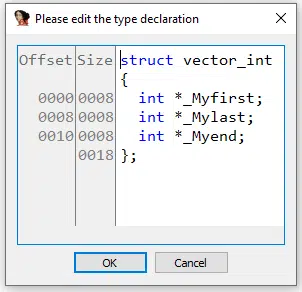 Please edit the type declaration
Offset Size struct vector_int
{
0000 0008 int *_Myfirst;
0008 0008 int *_Mylast;
0010 0008 int *_Myend;
0018 };
OK Cancel